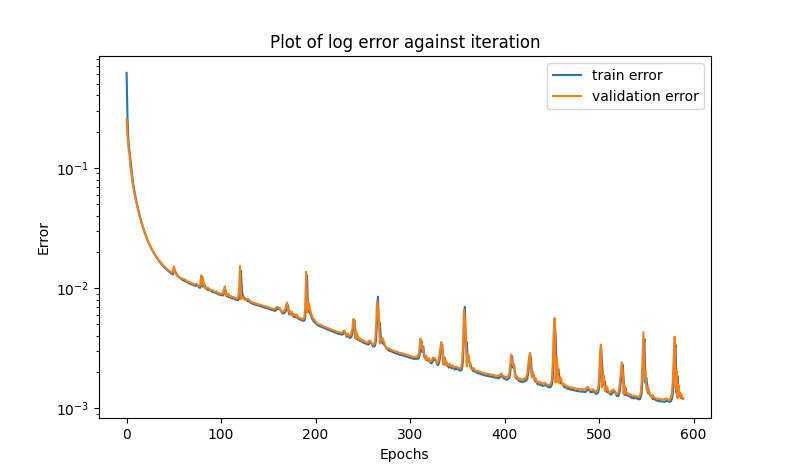 Plot of log error against iteration
train error
validation error
10⁻¹
10⁻²
10⁻³
Error
0 100 200 300 400 500 600
Epochs